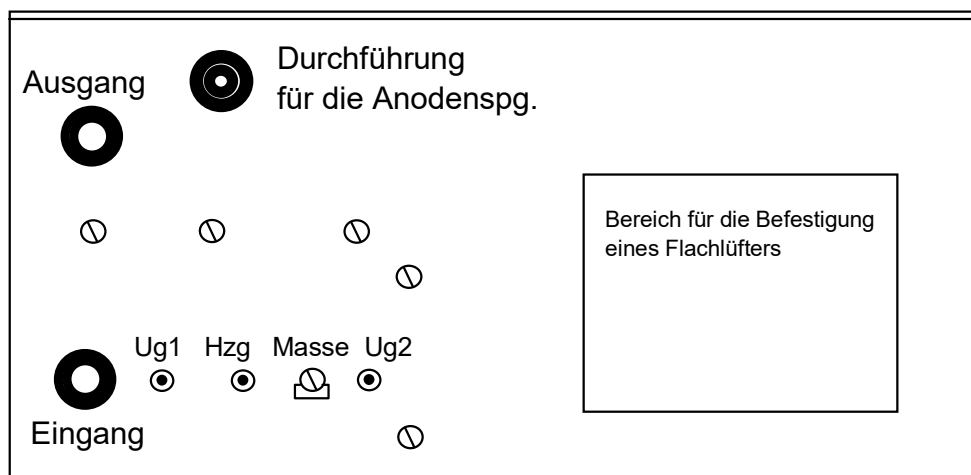 Durchführung
für die Anodenspg.
Ausgang
Bereich für die Befestigung
eines Flachlüfters
Ug1 Hzg Masse Ug2
Eingang